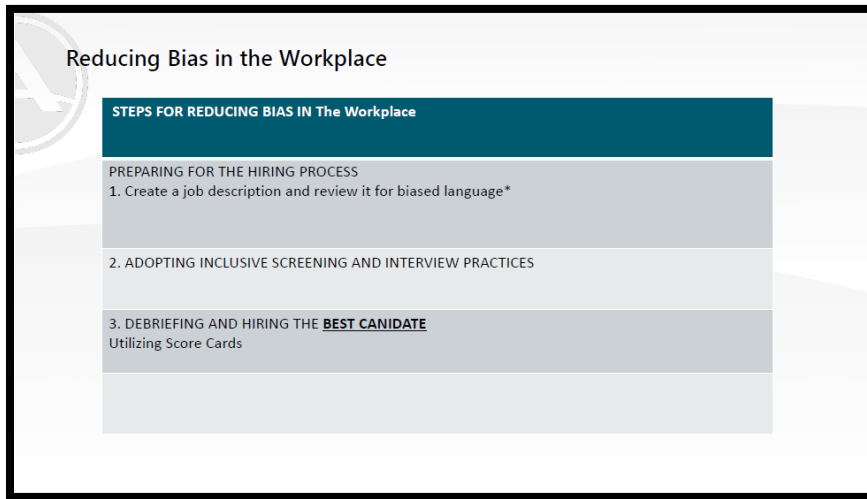 Reducing Bias in the Workplace
STEPS FOR REDUCING BIAS IN The Workplace
PREPARING FOR THE HIRING PROCESS
1. Create a job description and review it for biased language*
2. ADOPTING INCLUSIVE SCREENING AND INTERVIEW PRACTICES
3. DEBRIEFING AND HIRING THE BEST CANIDATE
Utilizing Score Cards